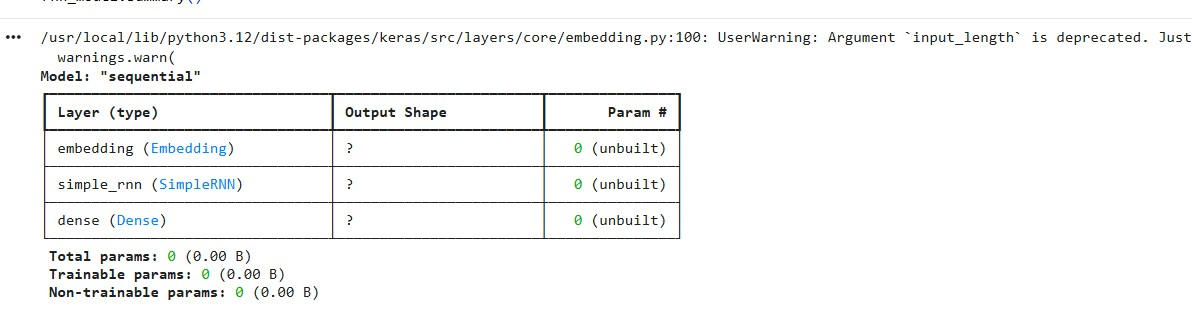 ••• /usr/local/lib/python3.12/dist-packages/keras/src/layers/core/embedding.py:100: UserWarning: Argument `input_length` is deprecated. Just
warnings.warn(
Model: "sequential"
Layer (type) Output Shape Param #
embedding (Embedding) ? 0 (unbuilt)
simple_rnn (SimpleRNN) ? 0 (unbuilt)
dense (Dense) ? 0 (unbuilt)
Total params: 0 (0.00 B)
Trainable params: 0 (0.00 B)
Non-trainable params: 0 (0.00 B)